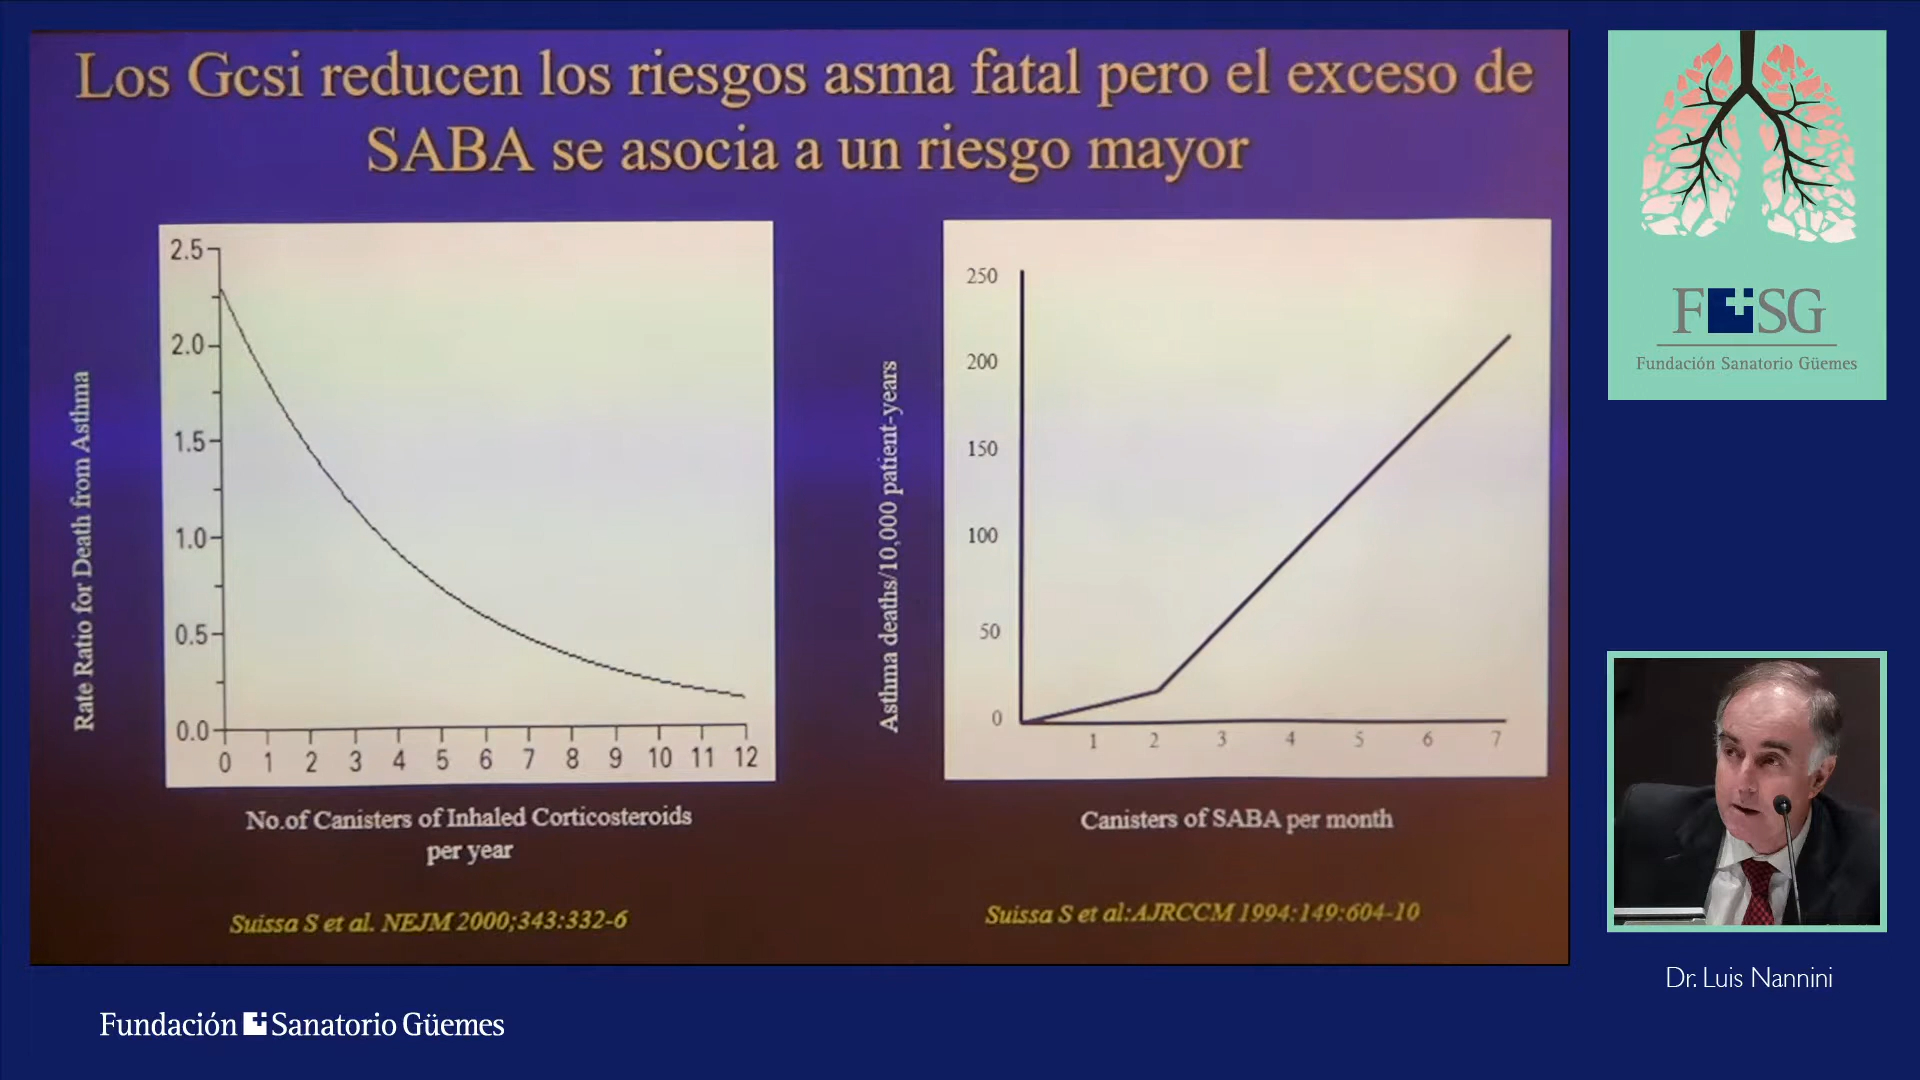 Los Gcsi reducen los riesgos asma fatal pero el exceso de
SABA se asocia a un riesgo mayor
Rate Ratio for Death from Asthma
2.5
2.0
1.5
1.0
0.5
0.0
0 1 2 3 4 5 6 7 8 9 10 11 12
No.of Canisters of Inhaled Corticosteroids
per year
Suissa S et al. NEJM 2000;343:332-6
Asthma deaths/10,000 patient-years
250
200
150
100
50
0
1 2 3 4 5 6 7
Canisters of SABA per month
Suissa S et al:AJRCCM 1994:149:604-10
F SG
Fundación Sanatorio Güemes
Dr. Luis Nannini
Fundación Sanatorio Güemes